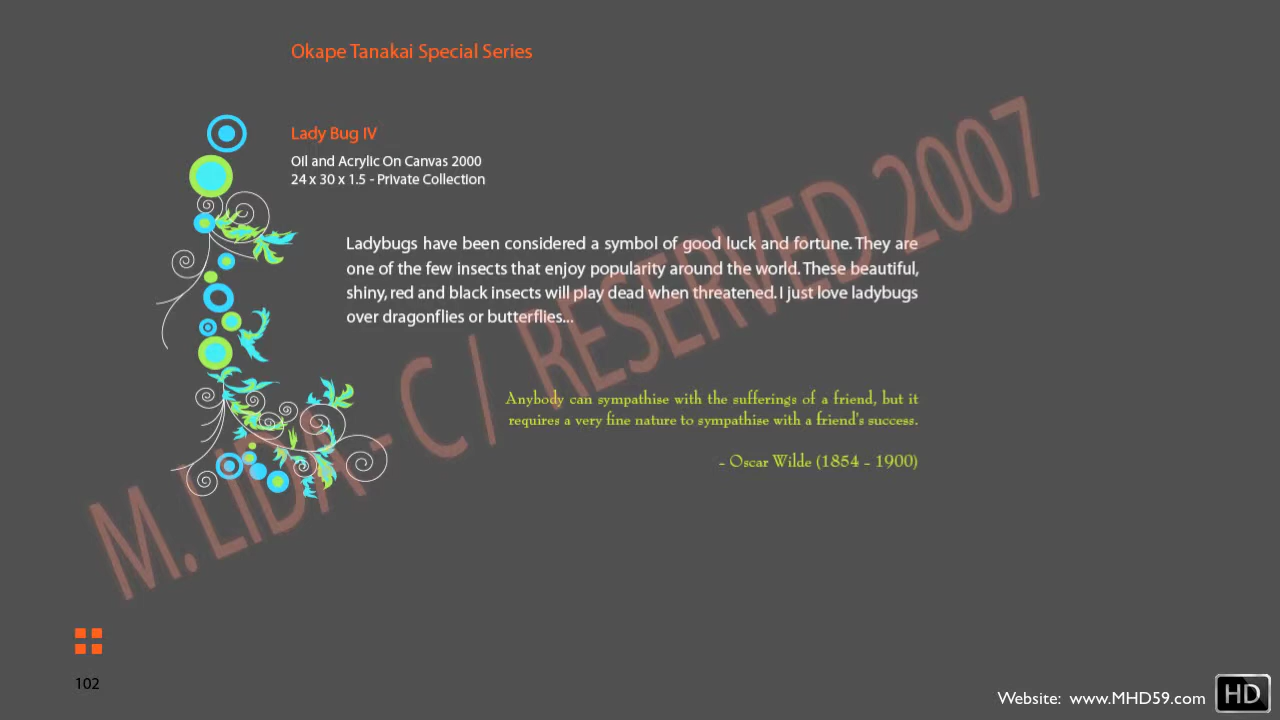 Okape Tanakai Special Series
Lady Bug IV
Oil and Acrylic On Canvas 2000
24 x 30 x 1.5 - Private Collection
Ladybugs have been considered a symbol of good luck and fortune. They are
one of the few insects that enjoy popularity around the world. These beautiful,
shiny, red and black insects will play dead when threatened. I just love ladybugs
over dragonflies or butterflies...
Anybody can sympathise with the sufferings of a friend, but it
requires a very fine nature to sympathise with a friend's success.
- Oscar Wilde (1854 - 1900)
M. LIDA - C / RESERVED 2007
102
Website: www.MHD59.com
HD